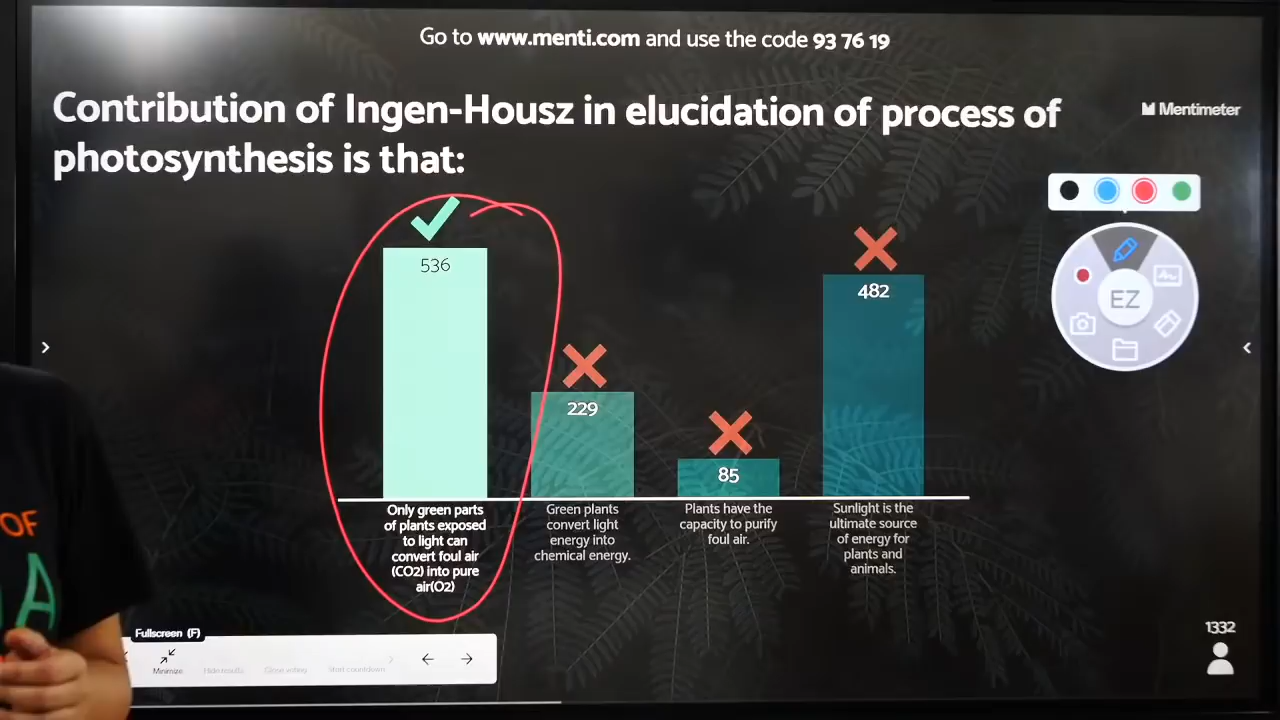 Go to www.menti.com and use the code 93 76 19
Contribution of Ingen-Housz in elucidation of process of
photosynthesis is that:
Mentimeter
EZ
536
229
85
482
Only green parts
of plants exposed
to light can
convert foul air
(CO2) into pure
air(O2)
Green plants
convert light
energy into
chemical energy.
Plants have the
capacity to purify
foul air.
Sunlight is the
ultimate source
of energy for
plants and
animals.
OF
A
Fullscreen (F)
Minimize
Hide results
Close voting
Start countdown
1332